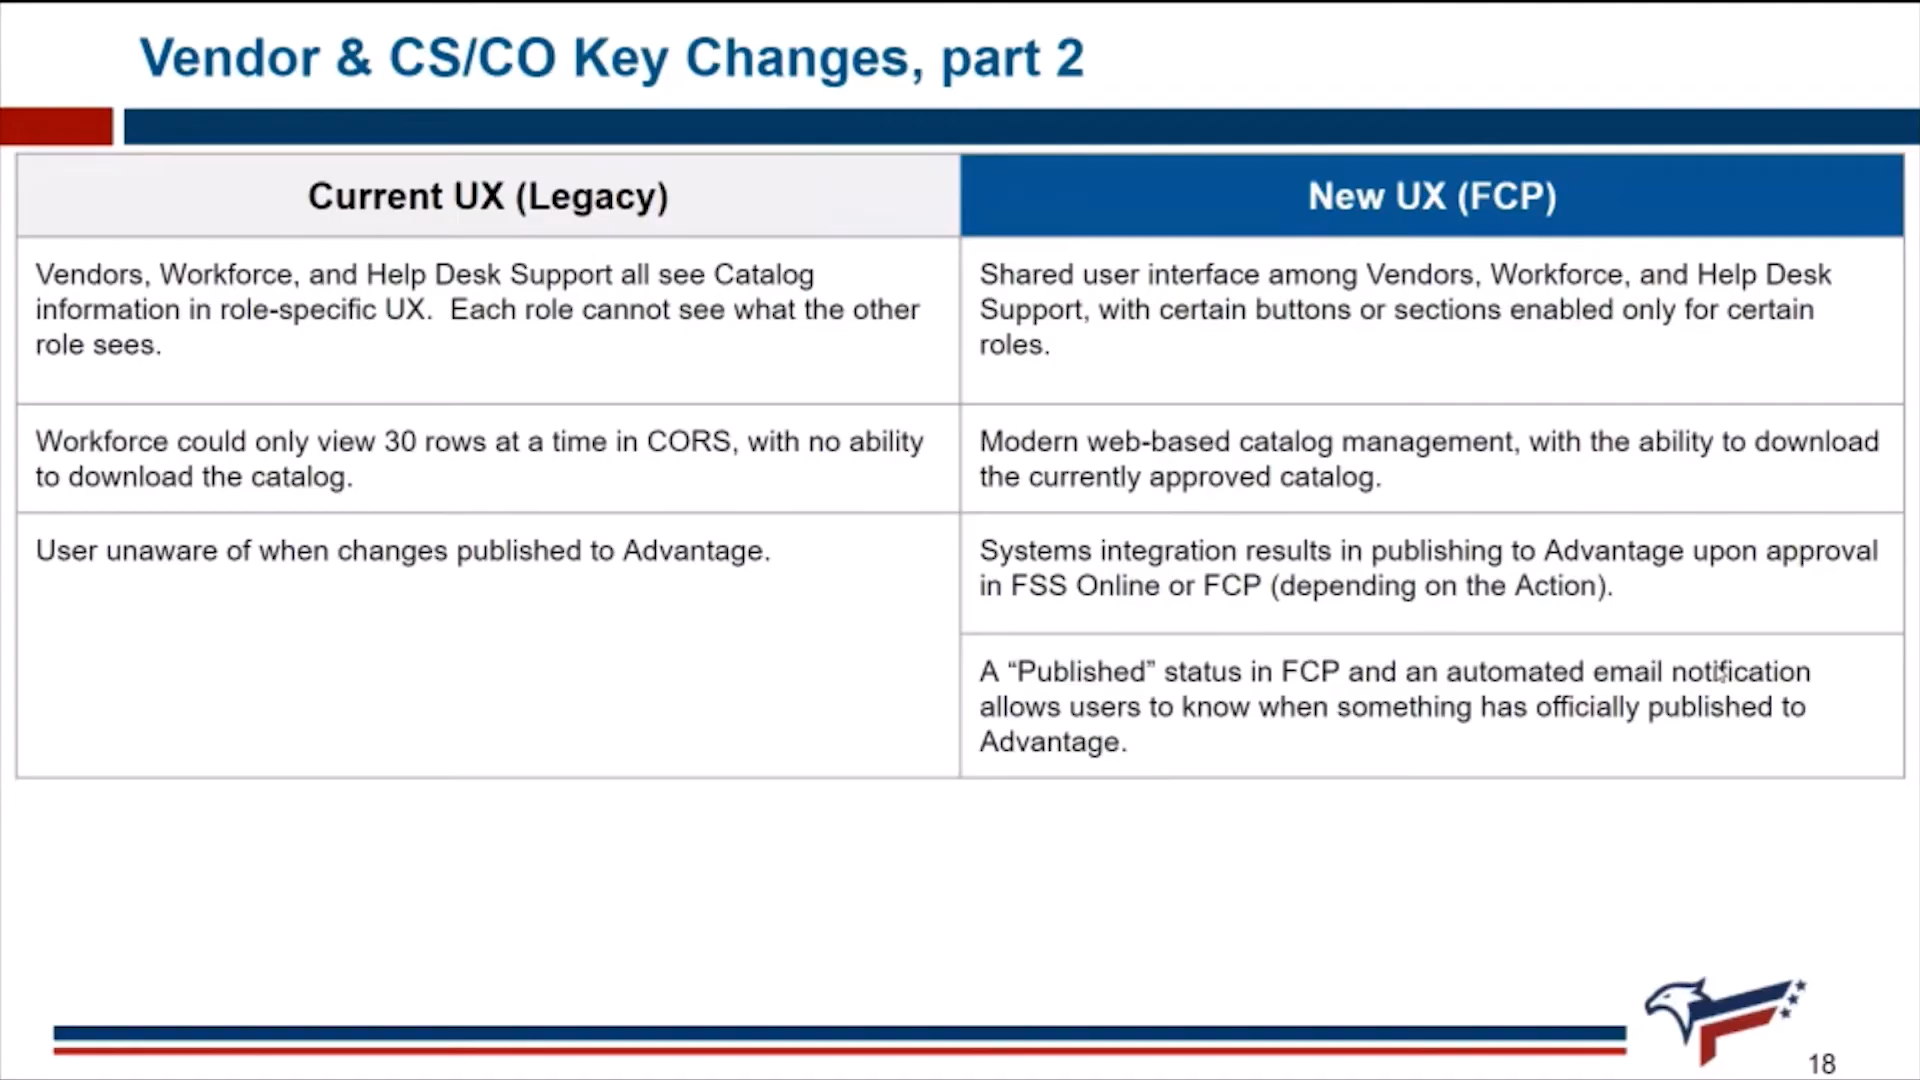 Vendor & CS/CO Key Changes, part 2
Current UX (Legacy)
New UX (FCP)
Vendors, Workforce, and Help Desk Support all see Catalog
information in role-specific UX.  Each role cannot see what the other
role sees.
Shared user interface among Vendors, Workforce, and Help Desk
Support, with certain buttons or sections enabled only for certain
roles.
Workforce could only view 30 rows at a time in CORS, with no ability
to download the catalog.
Modern web-based catalog management, with the ability to download
the currently approved catalog.
User unaware of when changes published to Advantage.
Systems integration results in publishing to Advantage upon approval
in FSS Online or FCP (depending on the Action).
A “Published” status in FCP and an automated email notification
allows users to know when something has officially published to
Advantage.
18